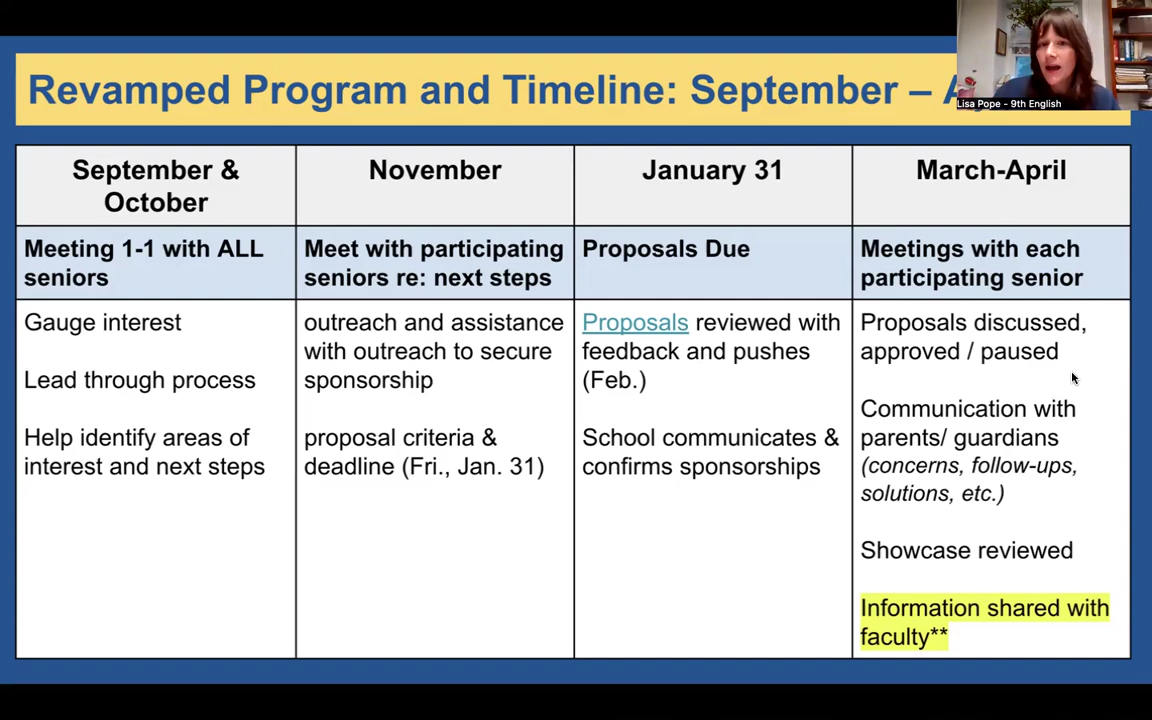 Revamped Program and Timeline: September –
Lisa Pope - 9th English
September &
October
November
January 31
March-April
Meeting 1-1 with ALL
seniors
Meet with participating
seniors re: next steps
Proposals Due
Meetings with each
participating senior
Gauge interest
Lead through process
Help identify areas of
interest and next steps
outreach and assistance
with outreach to secure
sponsorship
proposal criteria &
deadline (Fri., Jan. 31)
Proposals reviewed with
feedback and pushes
(Feb.)
School communicates &
confirms sponsorships
Proposals discussed,
approved / paused
Communication with
parents/ guardians
(concerns, follow-ups,
solutions, etc.)
Showcase reviewed
Information shared with
faculty**